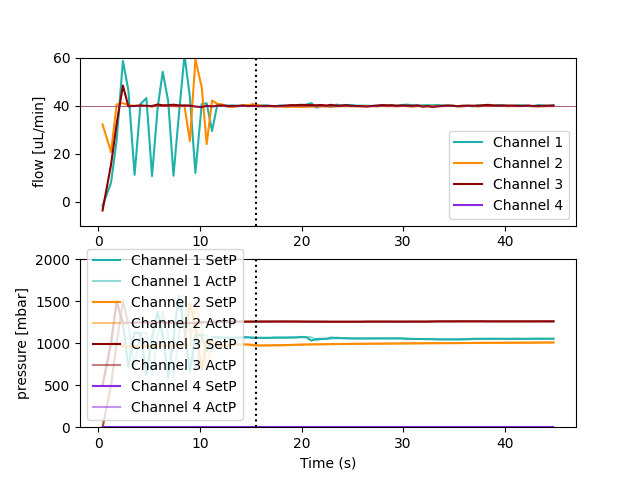 60
40
20
0
flow [uL/min]
Channel 1
Channel 2
Channel 3
Channel 4
0
10
20
30
40
2000
1500
1000
500
0
pressure [mbar]
Channel 1 SetP
Channel 1 ActP
Channel 2 SetP
Channel 2 ActP
Channel 3 SetP
Channel 3 ActP
Channel 4 SetP
Channel 4 ActP
0
10
20
30
40
Time (s)